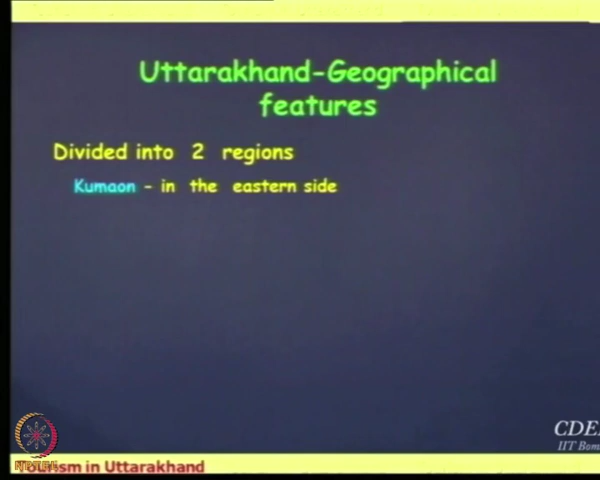 Uttarakhand-Geographical
features
Divided into 2 regions
Kumaon - in the eastern side
CDE
IIT Bom
Tourism in Uttarakhand